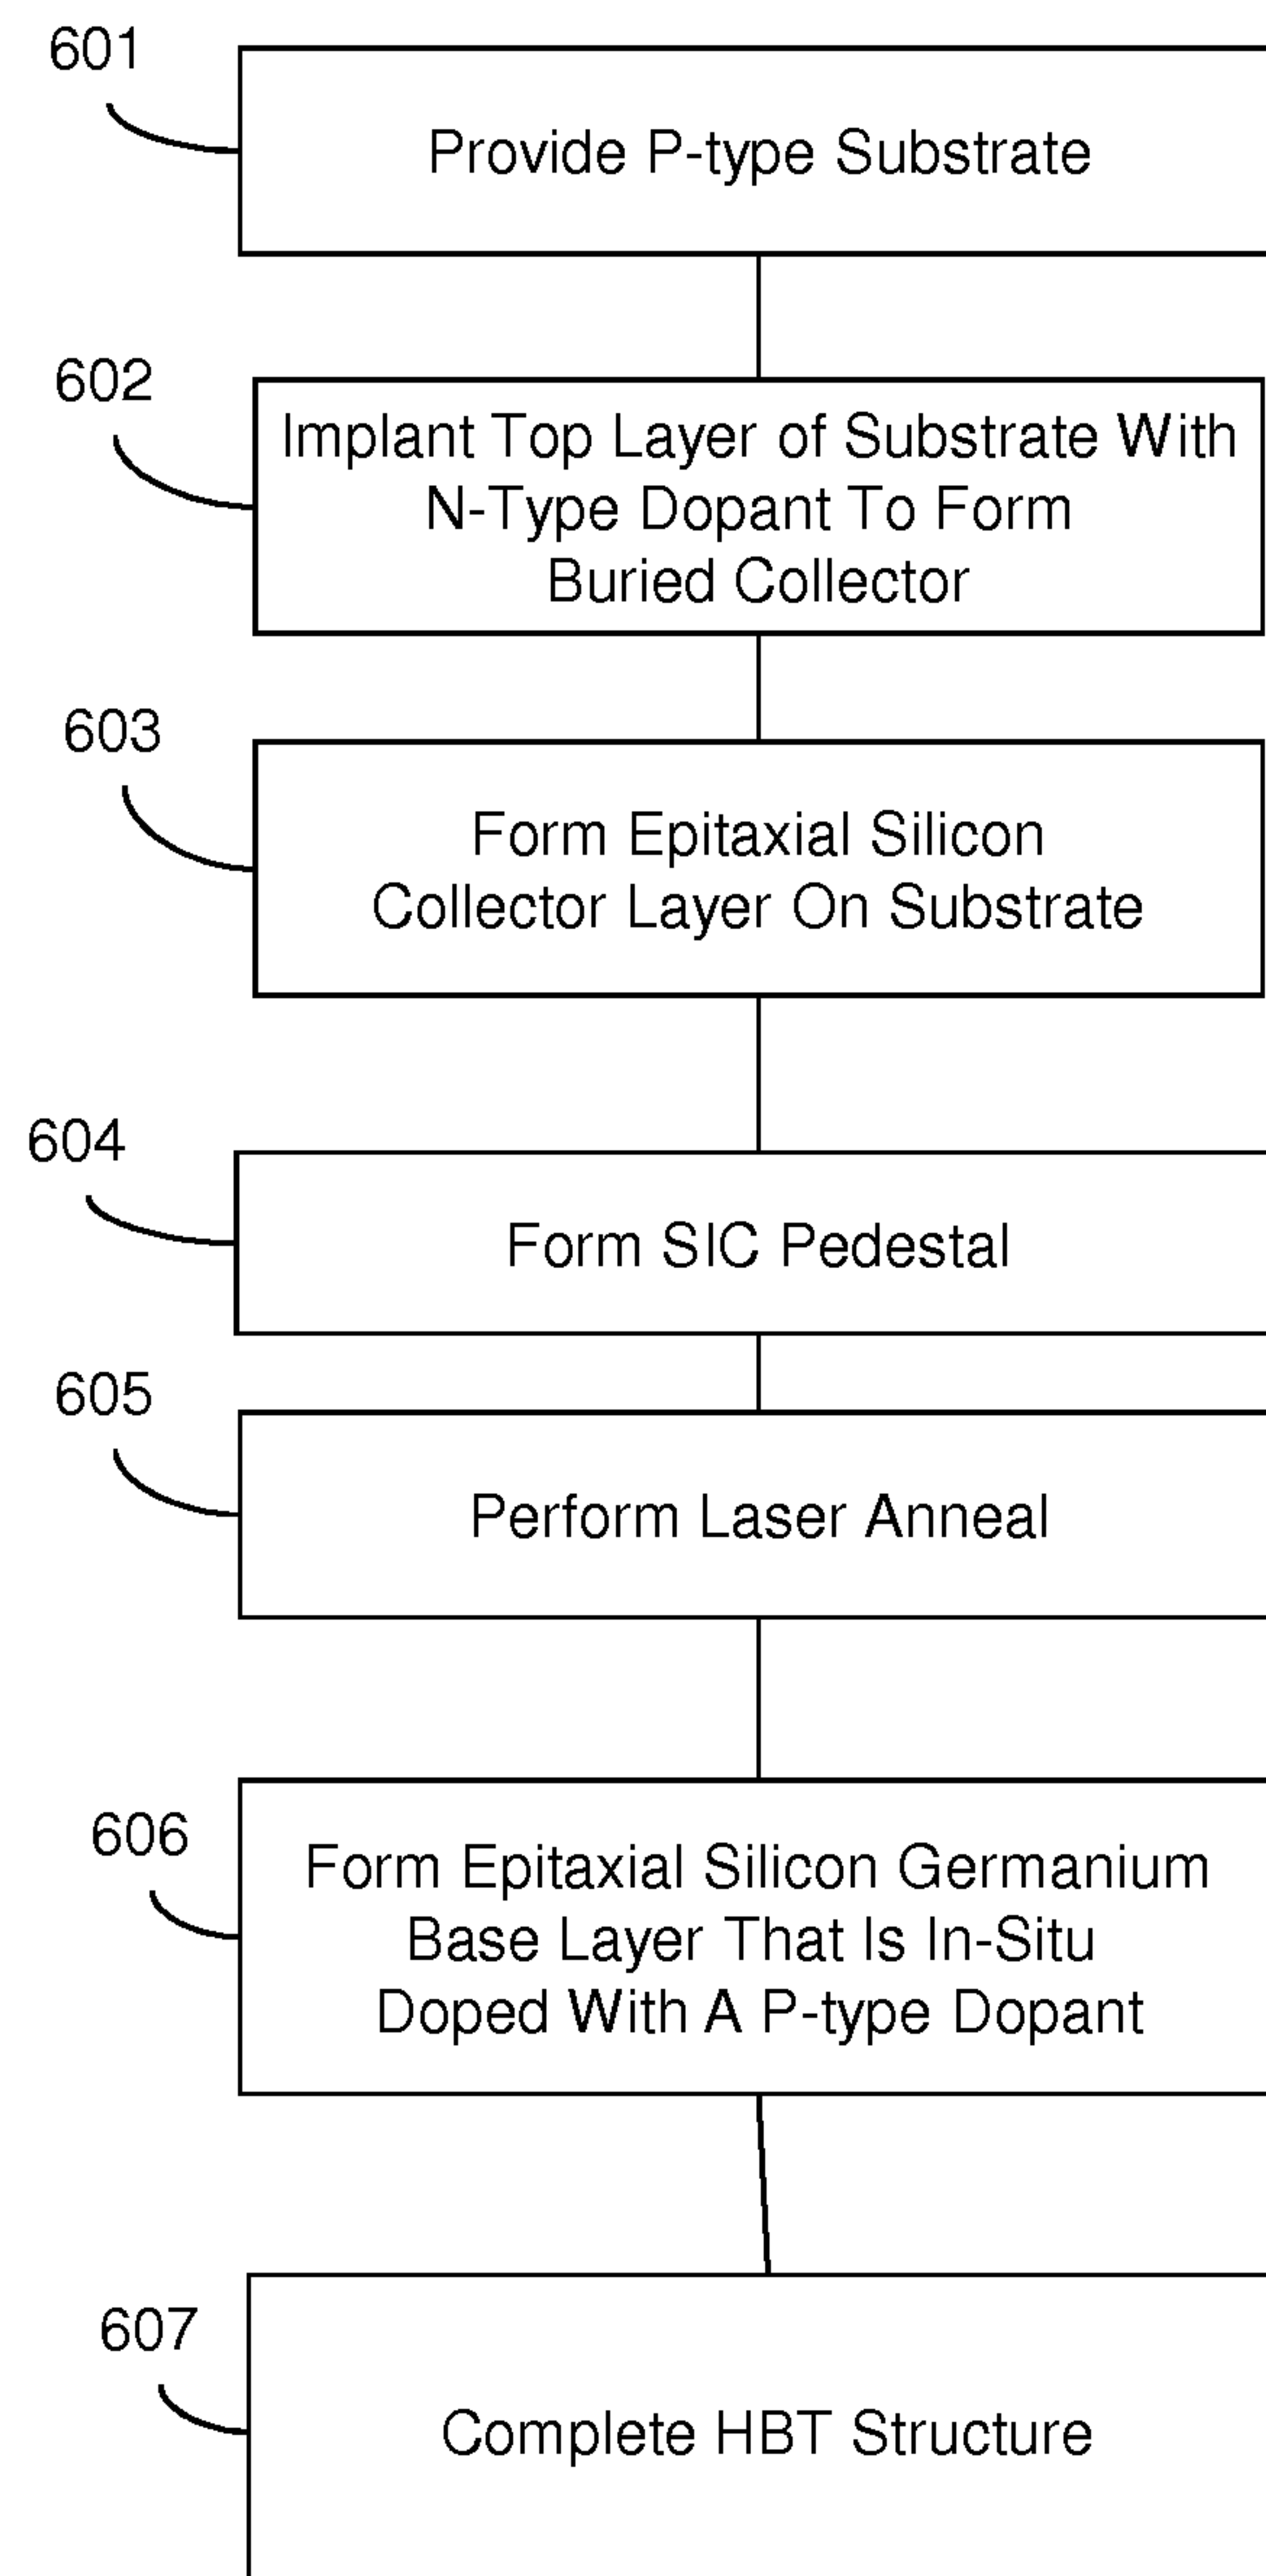 601
Provide P-type Substrate
602
Implant Top Layer of Substrate With
N-Type Dopant To Form
Buried Collector
603
Form Epitaxial Silicon
Collector Layer On Substrate
604
Form SIC Pedestal
605
Perform Laser Anneal
606
Form Epitaxial Silicon Germanium
Base Layer That Is In-Situ
Doped With A P-type Dopant
607
Complete HBT Structure